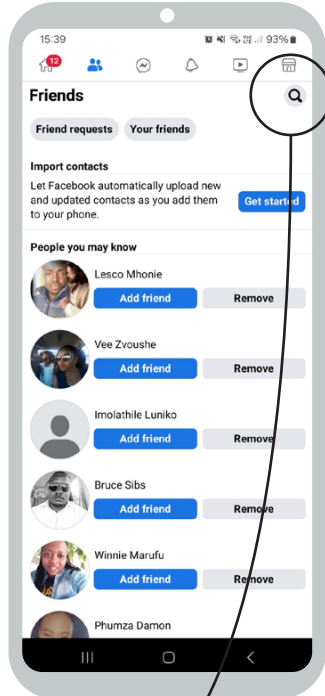 15:39 93%
12
Friends
Friend requests Your friends
Import contacts
Let Facebook automatically upload new
and updated contacts as you add them
to your phone.
Get started
People you may know
Lesco Mhonie
Add friend Remove
Vee Zvoushe
Add friend Remove
Imolathile Luniko
Add friend Remove
Bruce Sibs
Add friend Remove
Winnie Marufu
Add friend Remove
Phumza Damon